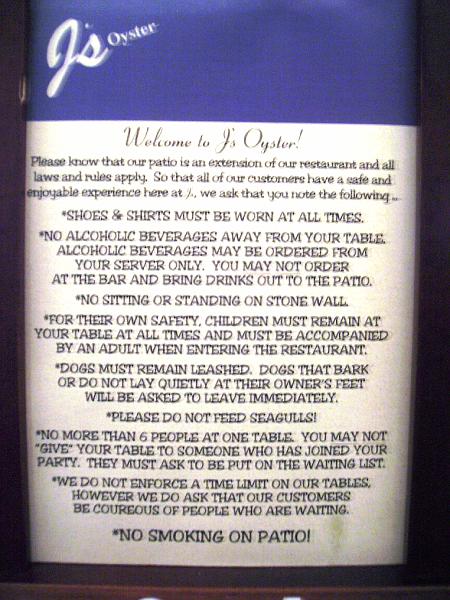 J's Oyster
Welcome to J's Oyster!
Please know that our patio is an extension of our restaurant and all
laws and rules apply. So that all of our customers have a safe and
enjoyable experience here at J's, we ask that you note the following...
*SHOES & SHIRTS MUST BE WORN AT ALL TIMES.
*NO ALCOHOLIC BEVERAGES AWAY FROM YOUR TABLE.
ALCOHOLIC BEVERAGES MAY BE ORDERED FROM
YOUR SERVER ONLY. YOU MAY NOT ORDER
AT THE BAR AND BRING DRINKS OUT TO THE PATIO.
*NO SITTING OR STANDING ON STONE WALL.
*FOR THEIR OWN SAFETY, CHILDREN MUST REMAIN AT
YOUR TABLE AT ALL TIMES AND MUST BE ACCOMPANIED
BY AN ADULT WHEN ENTERING THE RESTAURANT.
*DOGS MUST REMAIN LEASHED. DOGS THAT BARK
OR DO NOT LAY QUIETLY AT THEIR OWNER'S FEET
WILL BE ASKED TO LEAVE IMMEDIATELY.
*PLEASE DO NOT FEED SEAGULLS!
*NO MORE THAN 6 PEOPLE AT ONE TABLE. YOU MAY NOT
"GIVE" YOUR TABLE TO SOMEONE WHO HAS JOINED YOUR
PARTY. THEY MUST ASK TO BE PUT ON THE WAITING LIST.
*WE DO NOT ENFORCE A TIME LIMIT ON OUR TABLES,
HOWEVER WE DO ASK THAT OUR CUSTOMERS
BE COUREOUS OF PEOPLE WHO ARE WAITING.
*NO SMOKING ON PATIO!